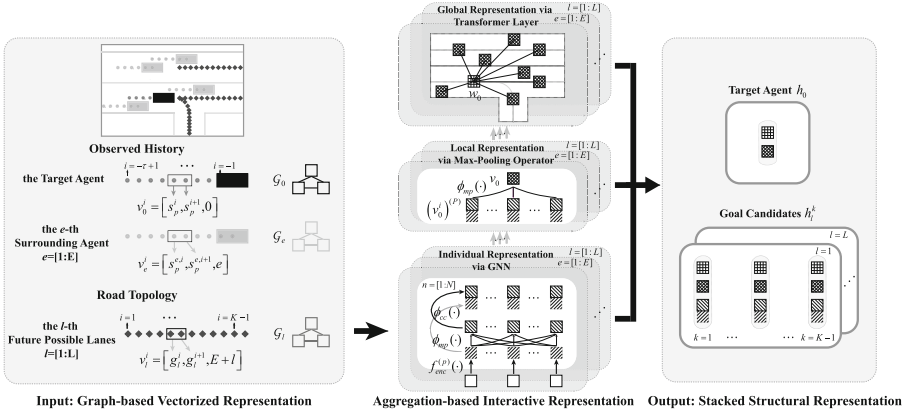 Observed History
i=-τ+1 ... i=-1
the Target Agent
G_0
v_0^i=[s_p^i,s_p^{i+1},0]
the e-th
Surrounding Agent
e=[1:E]
G_e
v_e^i=[s_p^{e,i},s_p^{e,i+1},e]
Road Topology
i=1 ... i=K-1
the l-th
Future Possible Lanes
l=[1:L]
G_l
v_l^i=[g_l^i,g_l^{i+1},E+l]
Input: Graph-based Vectorized Representation
Global Representation via
Transformer Layer
l=[1:L]
e=[1:E]
w_0
Local Representation
via Max-Pooling Operator
l=[1:L]
e=[1:E]
ϕ_mp(·) v_0
(v_0^i)^(P) ... ...
Individual Representation
via GNN
l=[1:L]
e=[1:E]
n=[1:N]
... ...
ϕ_cc(·)
... ...
ϕ_mp(·)
f_enc^(p)(·)
... ...
Aggregation-based Interactive Representation
Target Agent h_0
Goal Candidates h_l^k
l=L
l=1
k=1 ... ... k=K-1
Output: Stacked Structural Representation